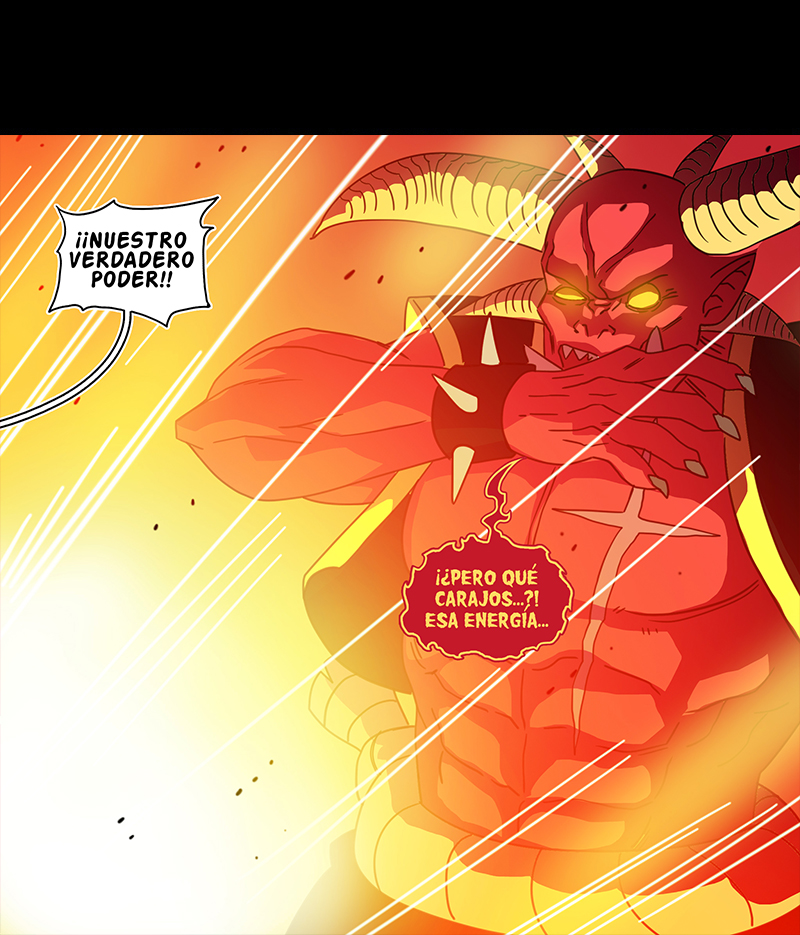 ¡¡NUESTRO
VERDADERO
PODER!!
¡¿PERO QUÉ
CARAJOS...?!
ESA ENERGÍA...